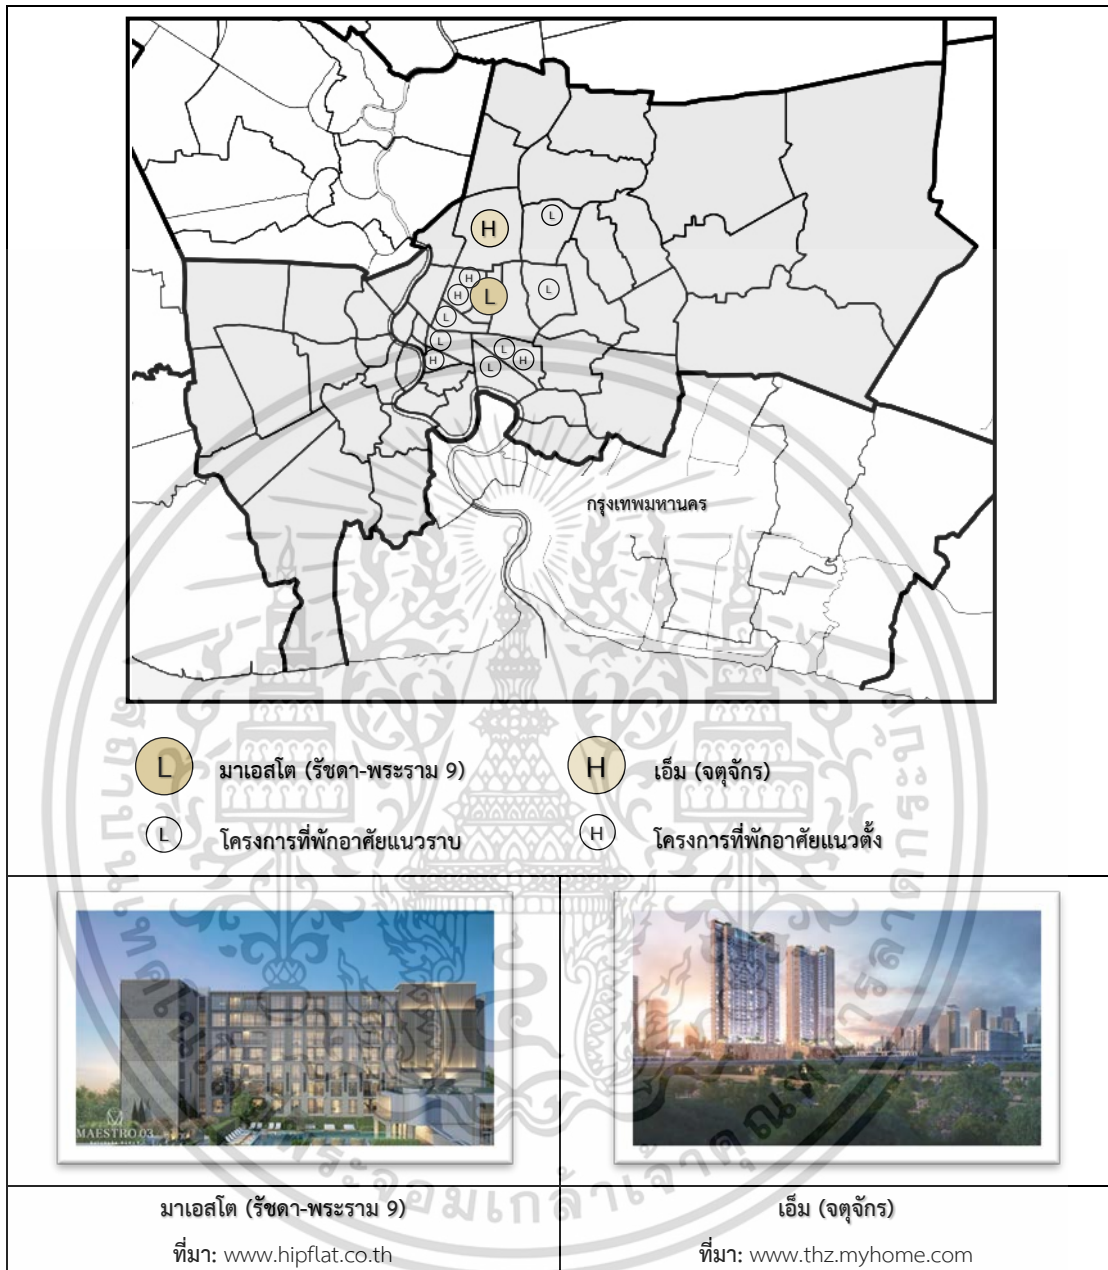 H
L
H
H
L
L
L
L
L
H
L
H
กรุงเทพมหานคร
L มาเอสโต (รัชดา-พระราม 9)
H เอ็ม (จตุจักร)
L โครงการที่พักอาศัยแนวราบ
H โครงการที่พักอาศัยแนวตั้ง
MAESTRO 03
มาเอสโต (รัชดา-พระราม 9)
ที่มา: www.hipflat.co.th
เอ็ม (จตุจักร)
ที่มา: www.thz.myhome.com